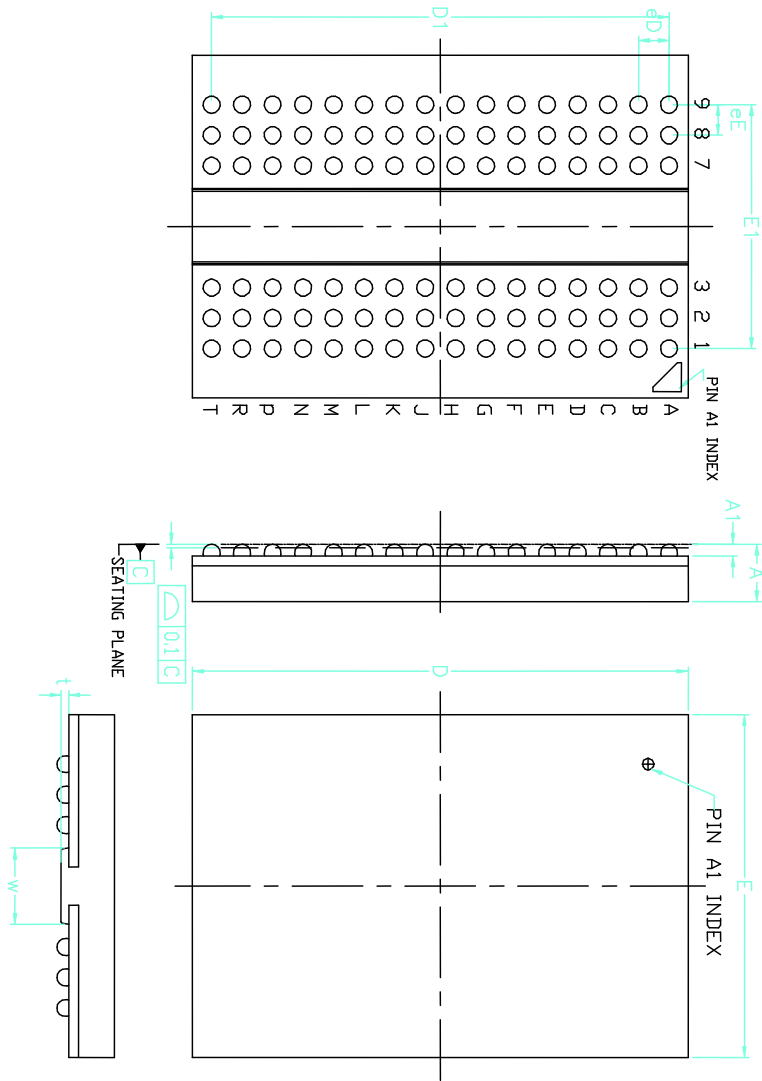 D1
eD
9
8
7
3
2
1
eE
E1
PIN A1 INDEX
T R P N M L K J H G F E D C B A
A1
A
C
SEATING PLANE
0.1 C
D
E
PIN A1 INDEX
t
w